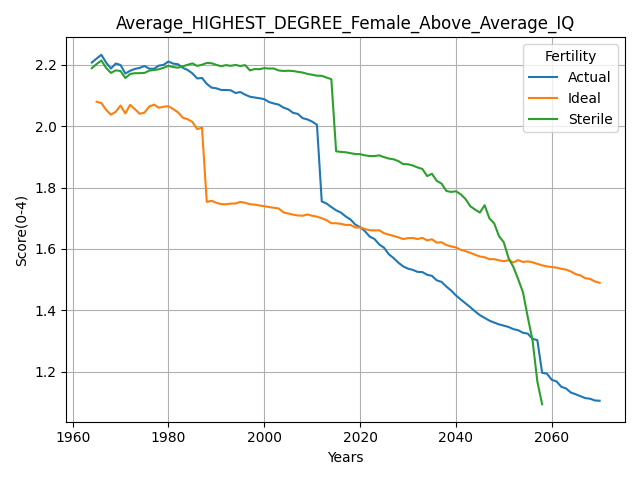 Average_HIGHEST_DEGREE_Female_Above_Average_IQ
Score(0-4)
2.2
2.0
1.8
1.6
1.4
1.2
1960
1980
2000
2020
2040
2060
Years
Fertility
Actual
Ideal
Sterile